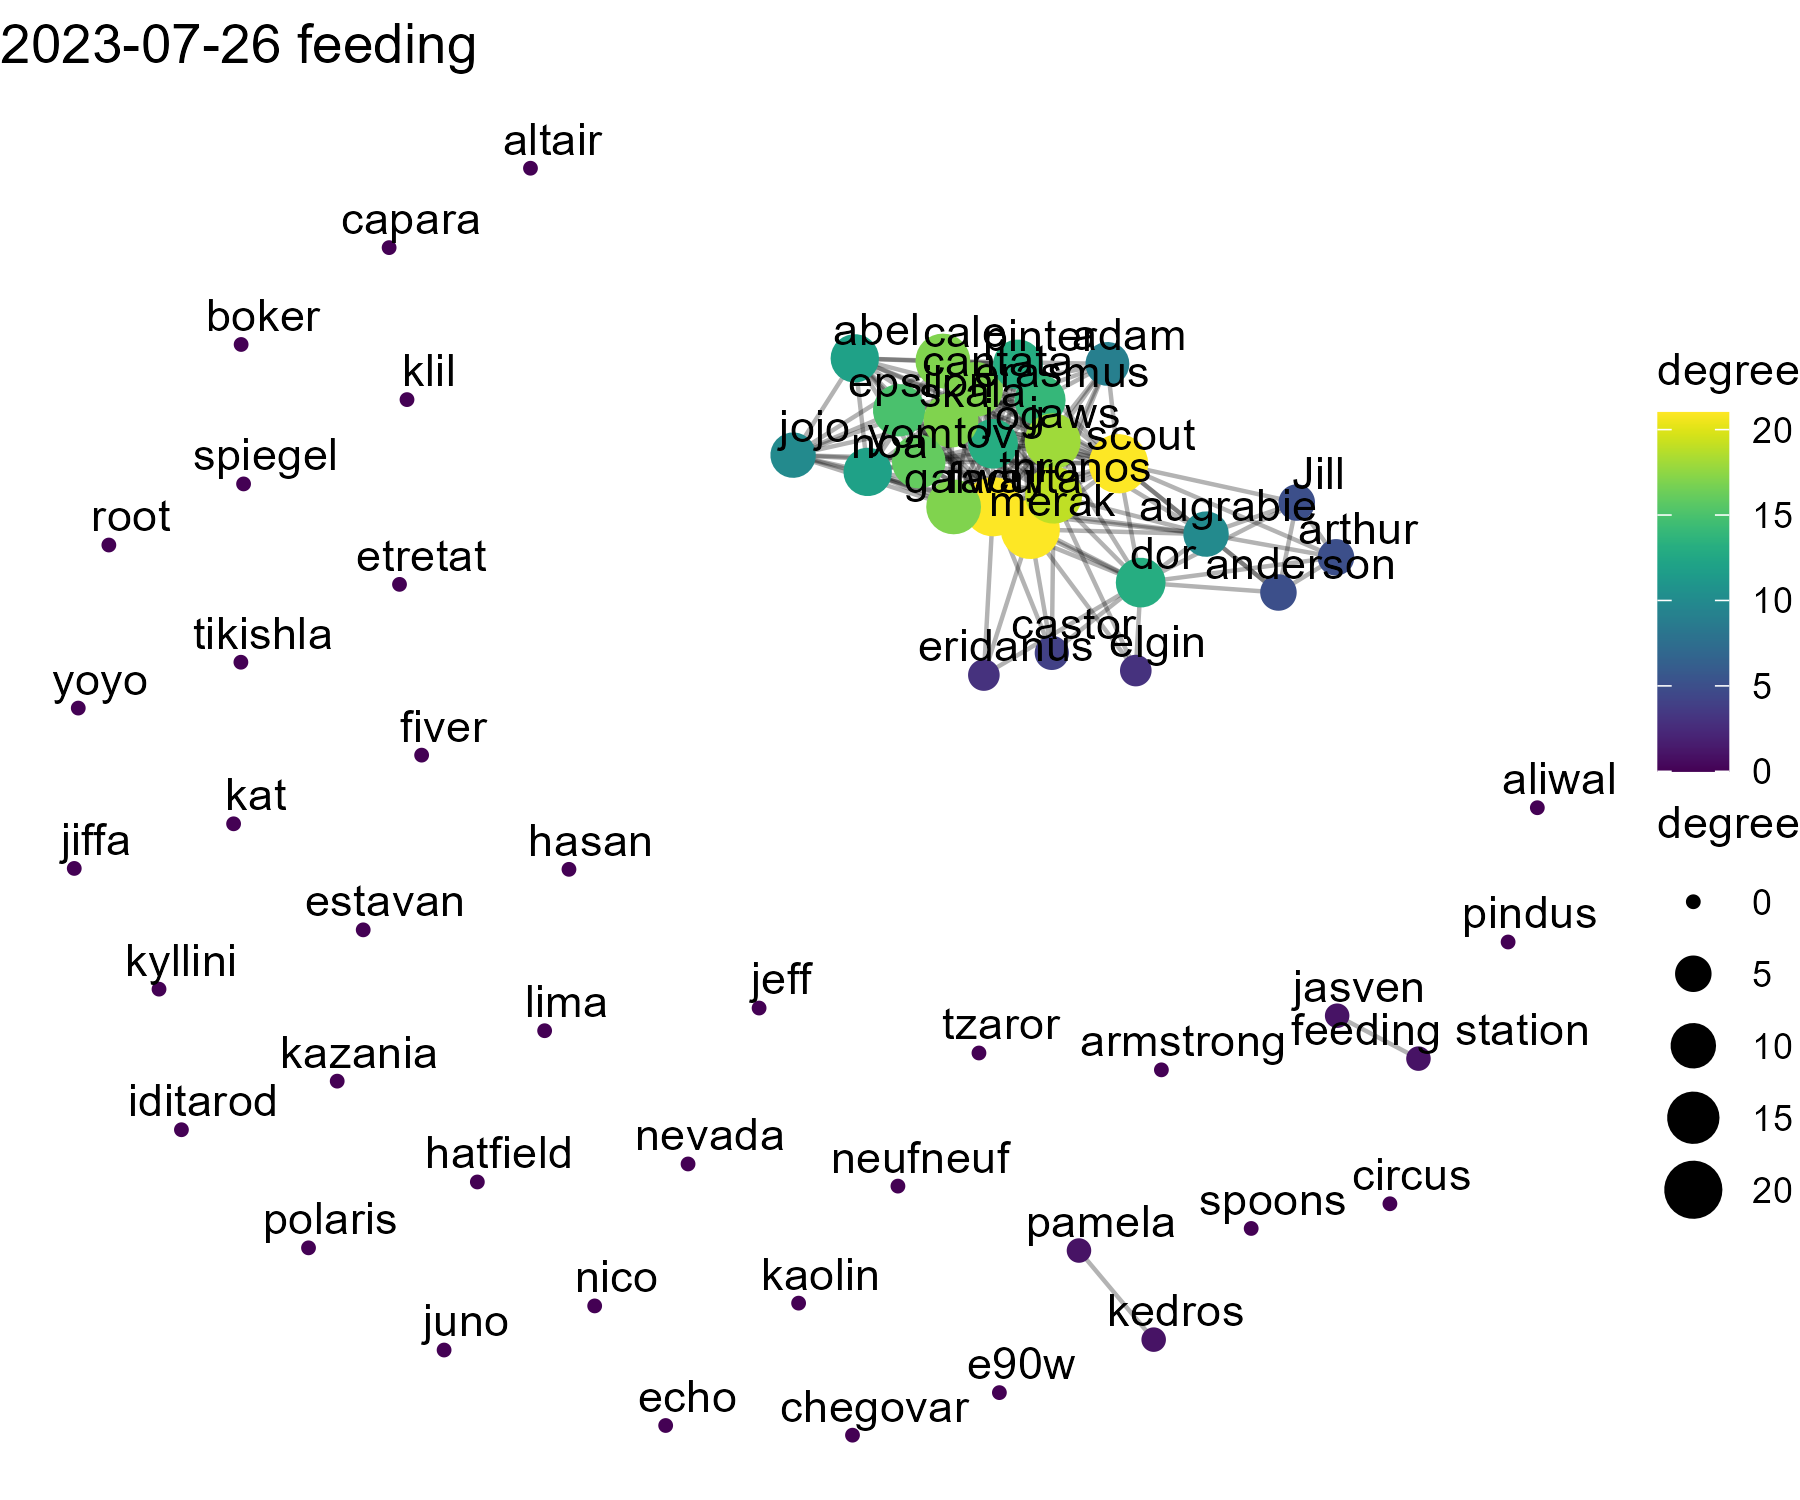 2023-07-26 feeding
altair
capara
boker
klil
spiegel
root
etretat
tikishla
yoyo
fiver
kat
jiffa
hasan
estavan
kyllini
lima
jeff
kazania
iditarod
hatfield
nevada
polaris
neufneuf
nico
kaolin
juno
echo
chegovar
e90w
kedros
pamela
spoons
circus
tzaror
armstrong
jasven
feeding station
pindus
aliwal
abel
calp
pinter
adam
cantata
erasmus
skala
jog
jaws
jojo
noa
yomtov
scout
thronos
merak
augrabie
Jill
arthur
dor
anderson
castor
eridanus
elgin
degree
20
15
10
5
0
degree
0
5
10
15
20